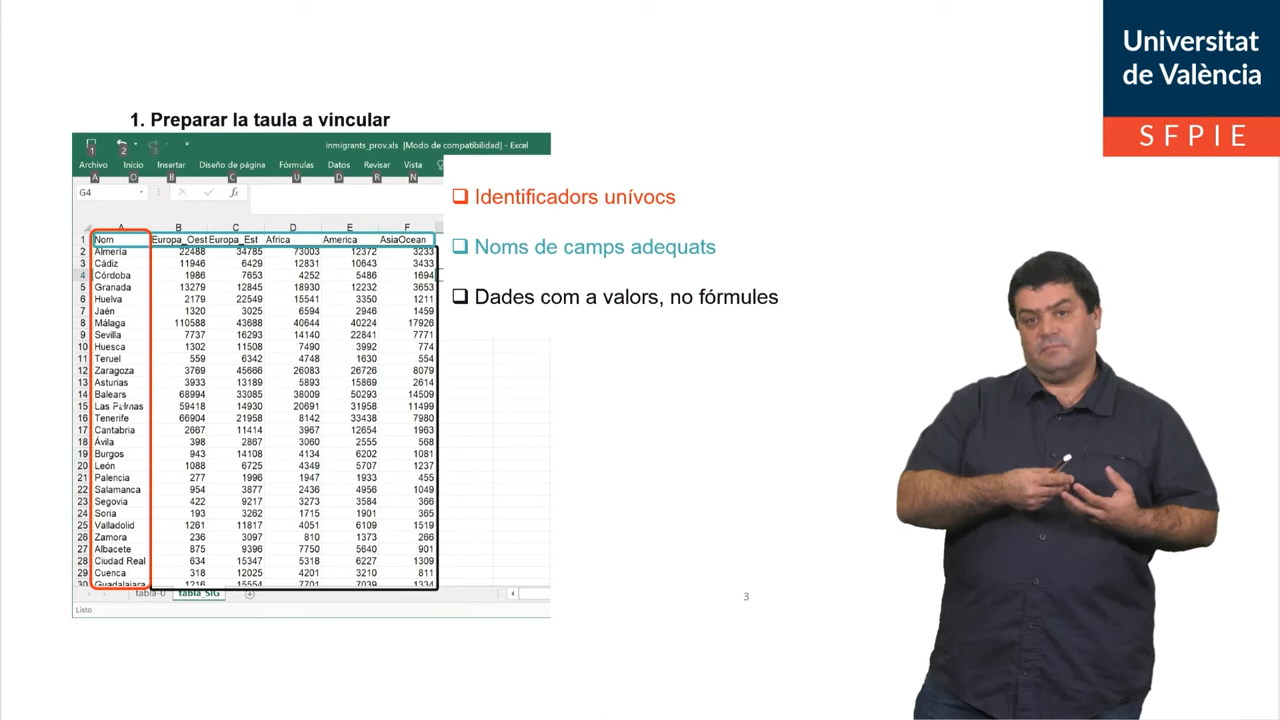 Universitat
de València
SFPIE
1. Preparar la taula a vincular
inmigrants_prov.xls [Modo de compatibilidad] - Excel
1 2 3
Archivo Inicio Insertar Diseño de página Fórmulas Datos Revisar Vista
A O B C U D R N
G4 fx
A B C D E F
1 Nom Europa_Oest Europa_Est Africa America AsiaOcean
2 Almería 22488 34785 73003 12372 3233
3 Cádiz 11946 6429 12831 10643 3433
4 Córdoba 1986 7653 4252 5486 1694
5 Granada 13279 12845 18930 12232 3653
6 Huelva 2179 22549 15541 3350 1211
7 Jaén 1320 3025 6594 2946 1459
8 Málaga 110588 43688 40644 40224 17926
9 Sevilla 7737 16293 14140 22841 7771
10 Huesca 1302 11508 7490 3992 774
11 Teruel 559 6342 4748 1630 554
12 Zaragoza 3769 45666 26083 26726 8079
13 Asturias 3933 13189 5893 15869 2614
14 Balears 68994 33085 38009 50293 14509
15 Las Palmas 59418 14930 20691 31958 11499
16 Tenerife 66904 21958 8142 33438 7980
17 Cantabria 2667 11414 3967 12654 1963
18 Ávila 398 2867 3060 2555 568
19 Burgos 943 14108 4134 6202 1081
20 León 1088 6725 4349 5707 1237
21 Palencia 277 1996 1947 1933 455
22 Salamanca 954 3877 2436 4956 1049
23 Segovia 422 9217 3273 3584 366
24 Soria 193 3262 1715 1901 365
25 Valladolid 1261 11817 4051 6109 1519
26 Zamora 236 3097 810 1373 266
27 Albacete 875 9396 7750 5640 901
28 Ciudad Real 634 15347 5318 6227 1309
29 Cuenca 318 12025 4201 3210 811
30 Guadalajara 1216 15554 7701 7039 1334
tabla-0 tabla_SIG
Listo
Identificadors unívocs
Noms de camps adequats
Dades com a valors, no fórmules
3